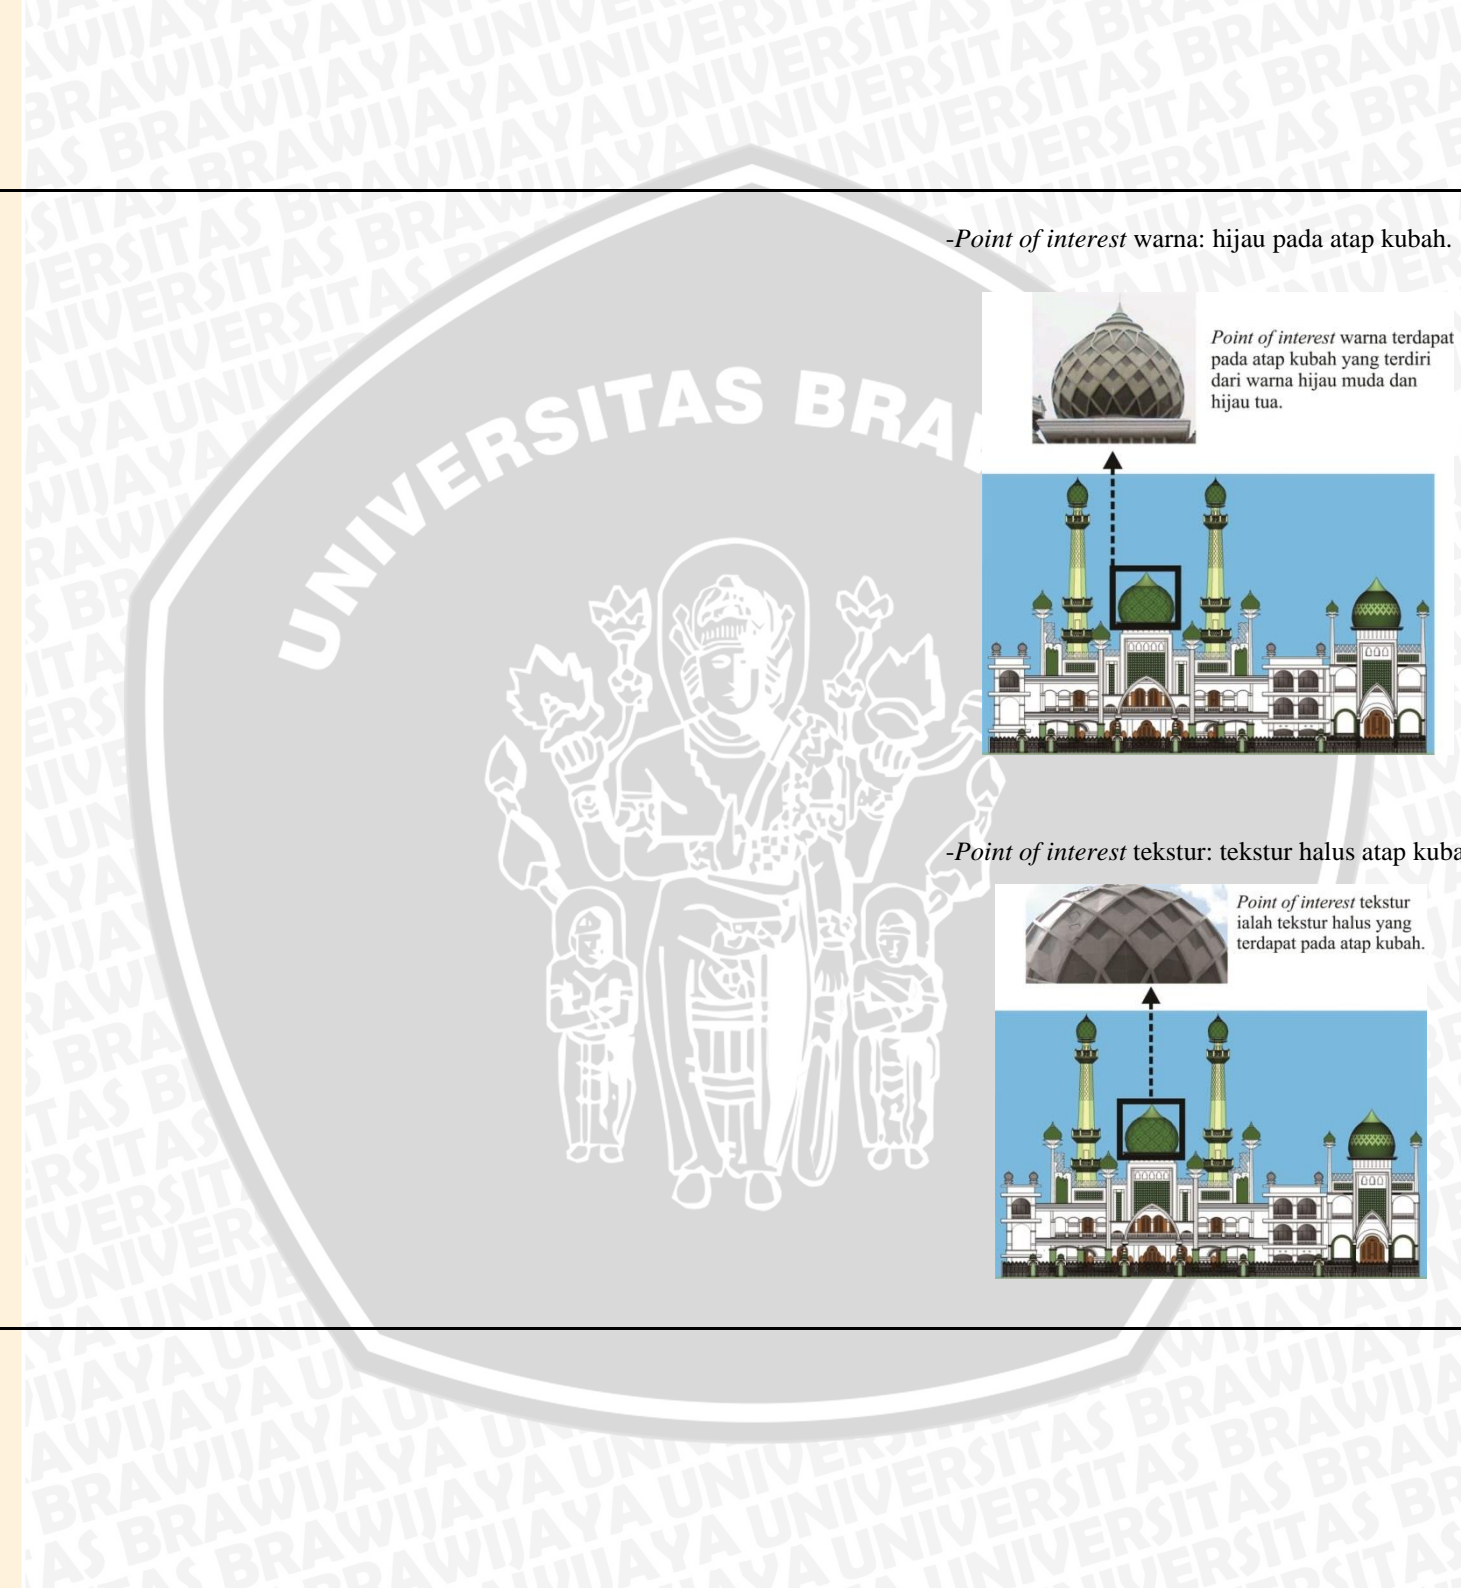 -Point of interest warna: hijau pada atap kubah.
Point of interest warna terdapat
pada atap kubah yang terdiri
dari warna hijau muda dan
hijau tua.
UNIVERSITAS BRA
-Point of interest tekstur: tekstur halus atap kuba
Point of interest tekstur
ialah tekstur halus yang
terdapat pada atap kubah.